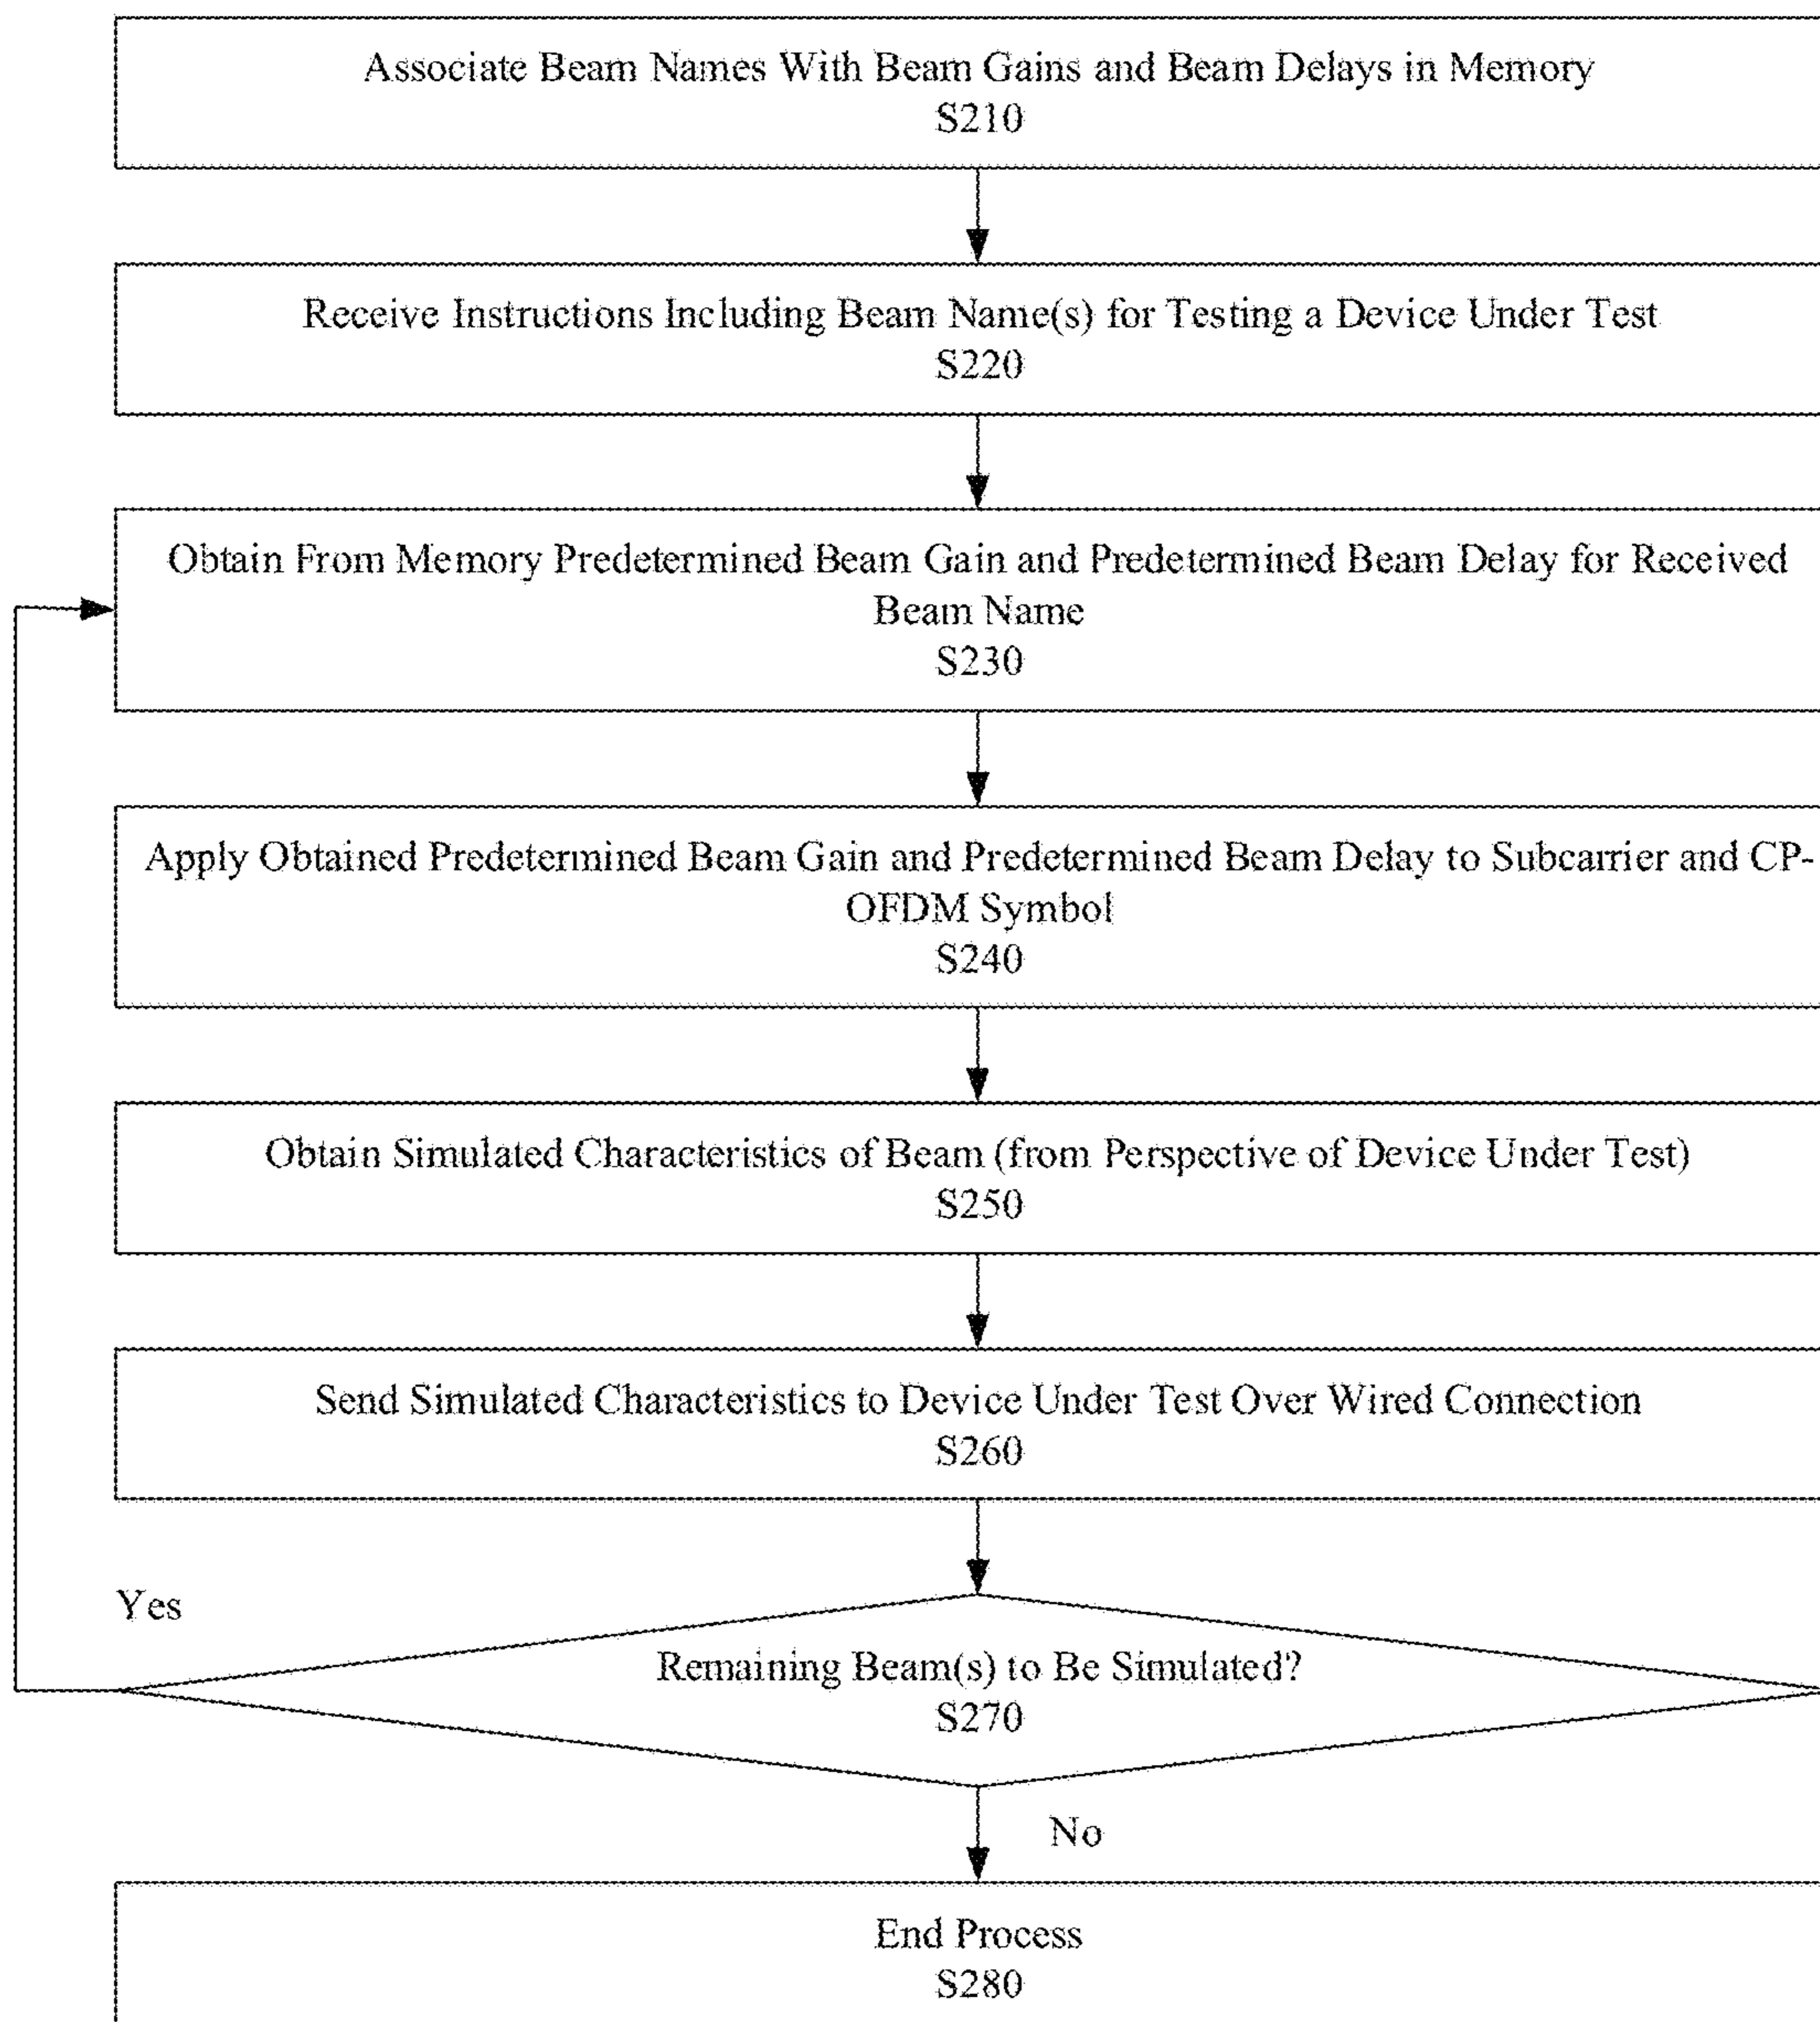 Associate Beam Names With Beam Gains and Beam Delays in Memory
S210
Receive Instructions Including Beam Name(s) for Testing a Device Under Test
S220
Obtain From Memory Predetermined Beam Gain and Predetermined Beam Delay for Received
Beam Name
S230
Apply Obtained Predetermined Beam Gain and Predetermined Beam Delay to Subcarrier and CP-
OFDM Symbol
S240
Obtain Simulated Characteristics of Beam (from Perspective of Device Under Test)
S250
Send Simulated Characteristics to Device Under Test Over Wired Connection
S260
Yes
Remaining Beam(s) to Be Simulated?
S270
No
End Process
S280